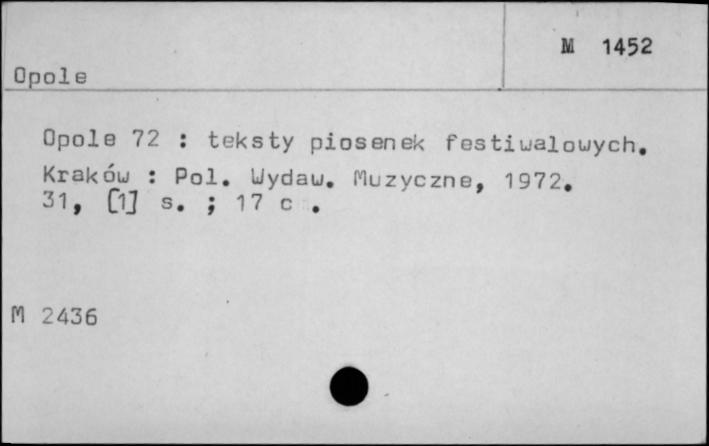 M 1452
Opole
Opole 72 : teksty piosenek festiwalowych.
Kraków : Pol. Wydaw. Muzyczne, 1972.
31, [1] s. ; 17 c .
M 2436